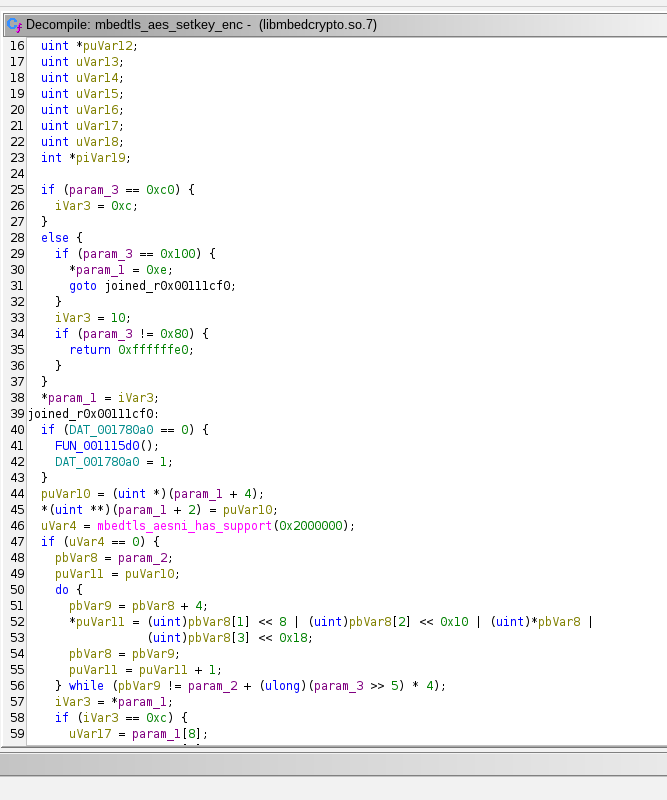 Decompile: mbedtls_aes_setkey_enc - (libmbedcrypto.so.7)
16 uint *puVar12;
17 uint uVar13;
18 uint uVar14;
19 uint uVar15;
20 uint uVar16;
21 uint uVar17;
22 uint uVar18;
23 int *piVar19;
24
25 if (param_3 == 0xc0) {
26 iVar3 = 0xc;
27 }
28 else {
29 if (param_3 == 0x100) {
30 *param_1 = 0xe;
31 goto joined_r0x00111cf0;
32 }
33 iVar3 = 10;
34 if (param_3 != 0x80) {
35 return 0xffffffe0;
36 }
37 }
38 *param_1 = iVar3;
39 joined_r0x00111cf0:
40 if (DAT_001780a0 == 0) {
41 FUN_001115d0();
42 DAT_001780a0 = 1;
43 }
44 puVar10 = (uint *)(param_1 + 4);
45 *(uint **)(param_1 + 2) = puVar10;
46 uVar4 = mbedtls_aesni_has_support(0x2000000);
47 if (uVar4 == 0) {
48 pbVar8 = param_2;
49 puVar11 = puVar10;
50 do {
51 pbVar9 = pbVar8 + 4;
52 *puVar11 = (uint)pbVar8[1] << 8 | (uint)pbVar8[2] << 0x10 | (uint)*pbVar8 |
53 (uint)pbVar8[3] << 0x18;
54 pbVar8 = pbVar9;
55 puVar11 = puVar11 + 1;
56 } while (pbVar9 != param_2 + (ulong)(param_3 >> 5) * 4);
57 iVar3 = *param_1;
58 if (iVar3 == 0xc) {
59 uVar17 = param_1[8];